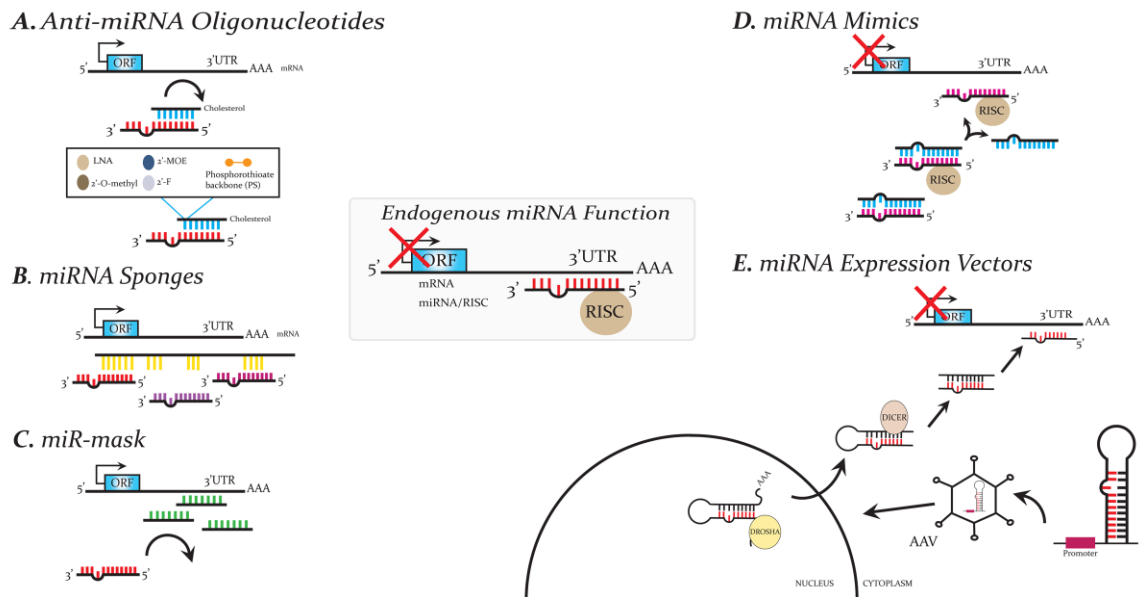 A. Anti-miRNA Oligonucleotides
ORF
3'UTR
5'
AAA mRNA
Cholesterol
3'
5'
LNA
2'-MOE
2'-O-methyl
2'-F
Phosphorothioate
backbone (PS)
Cholesterol
3'
5'
B. miRNA Sponges
ORF
3'UTR
5'
AAA mRNA
3'
5'
3'
5'
3'
5'
C. miR-mask
ORF
3'UTR
5'
AAA
3'
5'
Endogenous miRNA Function
ORF
3'UTR
5'
AAA
mRNA
miRNA/RISC
3'
5'
RISC
D. miRNA Mimics
ORF
3'UTR
5'
AAA
3'
5'
RISC
3'
5'
RISC
3'
5'
E. miRNA Expression Vectors
ORF
3'UTR
5'
AAA
5'
DICER
AAA
DROSHA
AAV
Promoter
NUCLEUS
CYTOPLASM